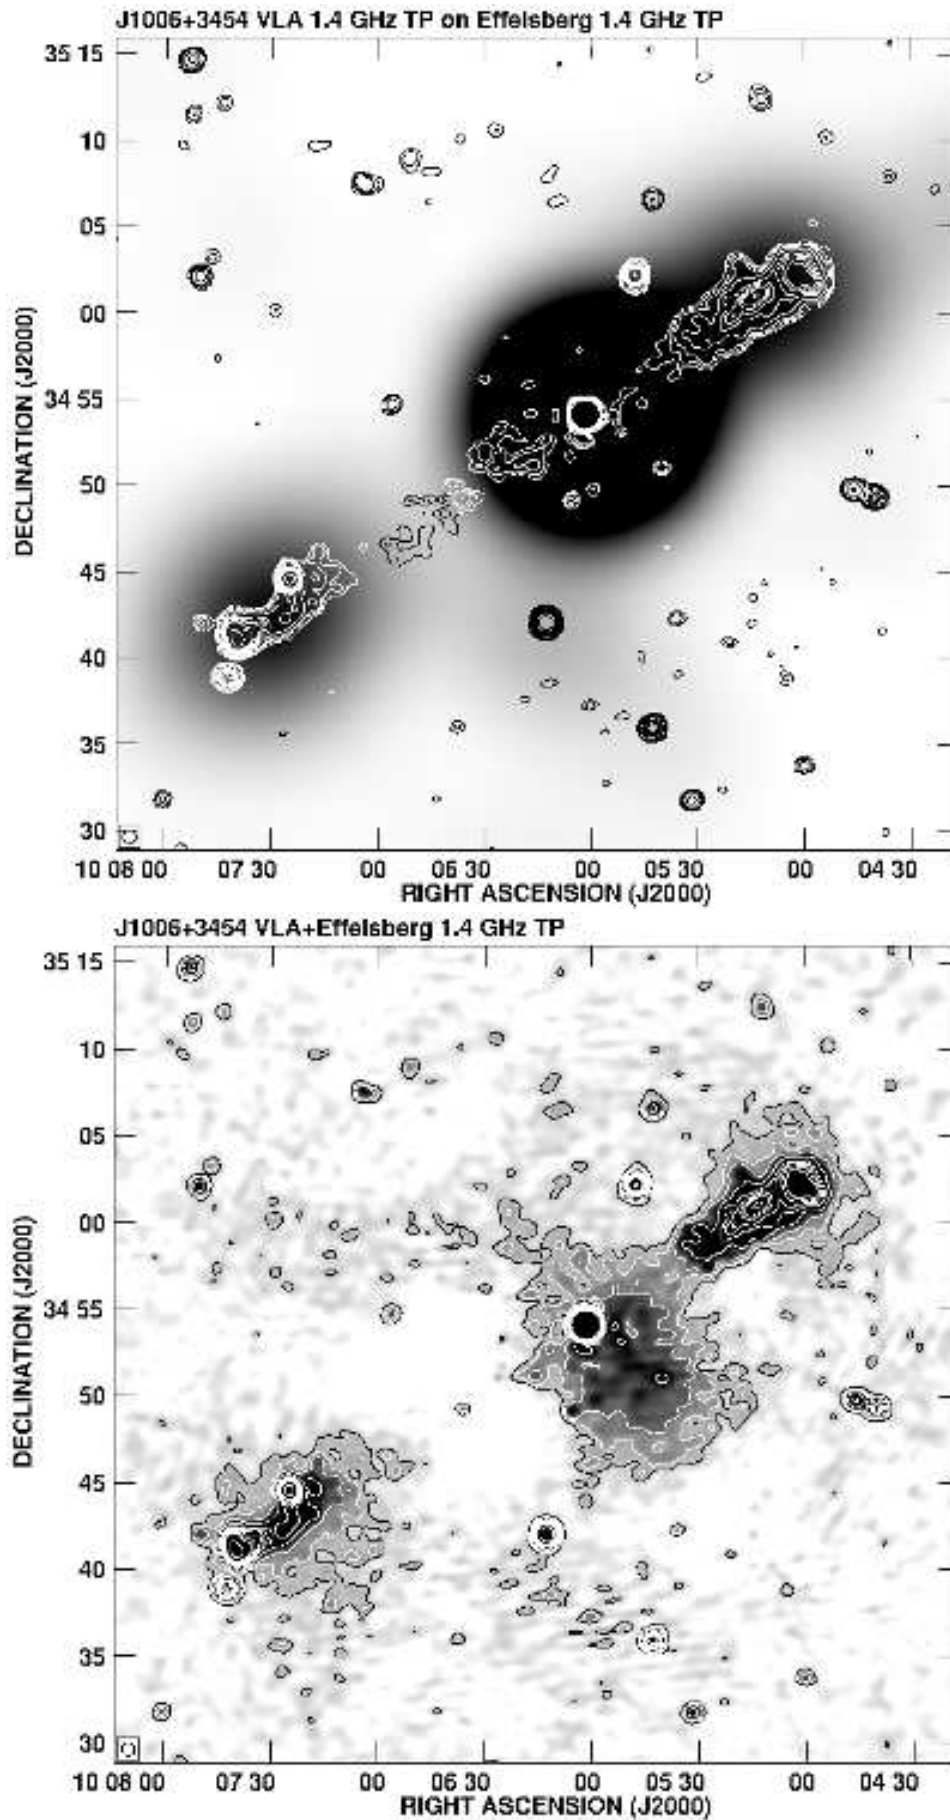 J1006+3454 VLA 1.4 GHz TP on Effelsberg 1.4 GHz TP
35 15
10
05
00
34 55
50
45
40
35
30
DECLINATION (J2000)
10 08 00 07 30 00 06 30 00 05 30 00 04 30
RIGHT ASCENSION (J2000)
J1006+3454 VLA+Effelsberg 1.4 GHz TP
35 15
10
05
00
34 55
50
45
40
35
30
DECLINATION (J2000)
10 08 00 07 30 00 06 30 00 05 30 00 04 30
RIGHT ASCENSION (J2000)